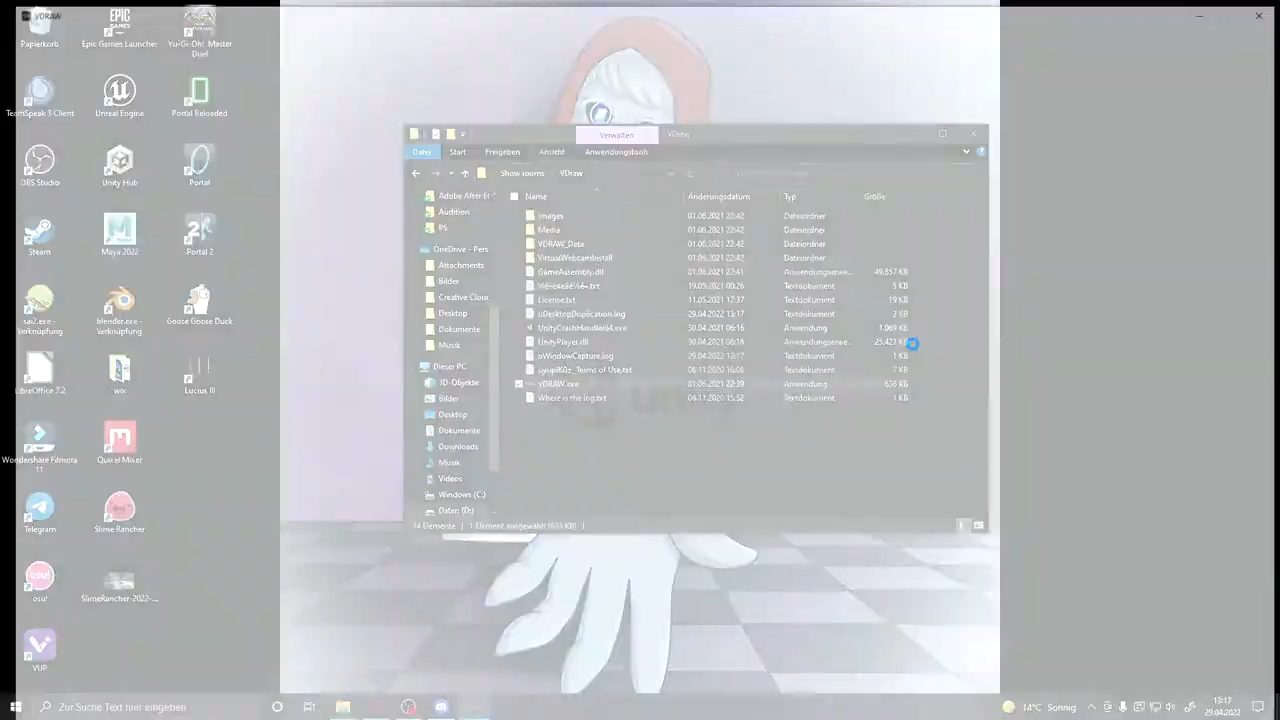 VDRAW
Papierkorb
Epic Games Launcher
Yu-Gi-Oh! Master
Duel
TeamSpeak 3 Client
Unreal Engine
Portal Reloaded
OBS Studio
Unity Hub
Portal
Steam
Maya 2022
Portal 2
sai2.exe -
Verknüpfung
blender.exe -
Verknüpfung
Goose Goose Duck
LibreOffice 7.2
wix
Lucius III
Wondershare Filmora
11
Quixel Mixer
Telegram
Slime Rancher
osu!
SlimeRancher-2022-...
VUP
Verwalten VDraw
Datei Start Freigeben Ansicht Anwendungstools
Show rooms VDraw
Name Änderungsdatum Typ Größe
Adobe After Ef
Audition
PS
OneDrive - Pers
Attachments
Bilder
Creative Cloud
Desktop
Dokumente
Musik
Dieser PC
3D-Objekte
Bilder
Desktop
Dokumente
Downloads
Musik
Videos
Windows (C:)
Daten (D:)
Images 01.06.2021 22:42 Dateiordner
Media 01.06.2021 22:42 Dateiordner
VDRAW_Data 01.06.2021 22:42 Dateiordner
VirtualWebcamInstall 01.06.2021 22:42 Dateiordner
GameAssembly.dll 01.06.2021 22:41 Anwendungserwe... 49.857 KB
19.05.2021 00:26 Textdokument 5 KB
License.txt 11.05.2021 17:37 Textdokument 19 KB
uDesktopDuplication.log 29.04.2022 13:17 Textdokument 2 KB
UnityCrashHandler64.exe 30.04.2021 06:16 Anwendung 1.069 KB
UnityPlayer.dll 30.04.2021 06:16 Anwendungserwe... 25.421 KB
uWindowCapture.log 29.04.2022 13:17 Textdokument 1 KB
06.11.2020 16:06 Textdokument 7 KB
VDRAW.exe 01.06.2021 22:39 Anwendung 636 KB
Where is the log.txt 06.11.2020 15:52 Textdokument 1 KB
14 Elemente 1 Element ausgewählt (635 KB)
Zur Suche Text hier eingeben
14°C Sonnig
13:17
29.04.2022